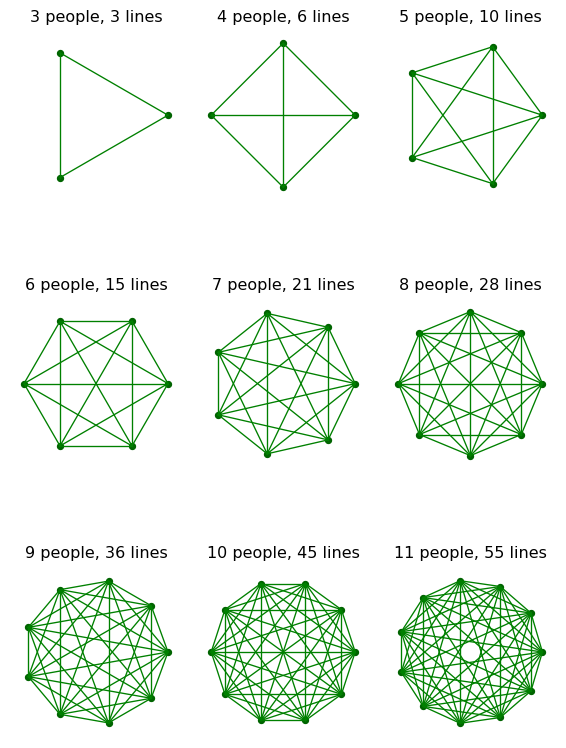 3 people, 3 lines
4 people, 6 lines
5 people, 10 lines
6 people, 15 lines
7 people, 21 lines
8 people, 28 lines
9 people, 36 lines
10 people, 45 lines
11 people, 55 lines